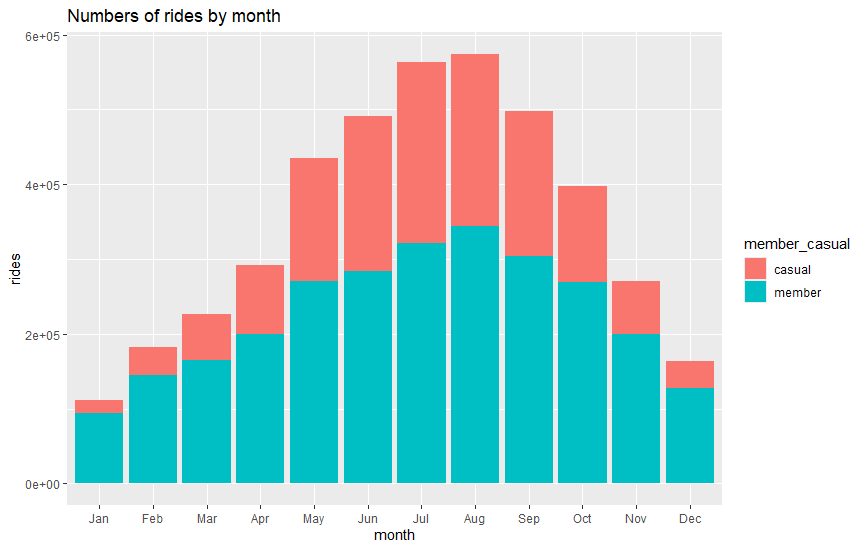 Numbers of rides by month
6e+05
4e+05
2e+05
0e+00
rides
Jan Feb Mar Apr May Jun Jul Aug Sep Oct Nov Dec
month
member_casual
casual
member